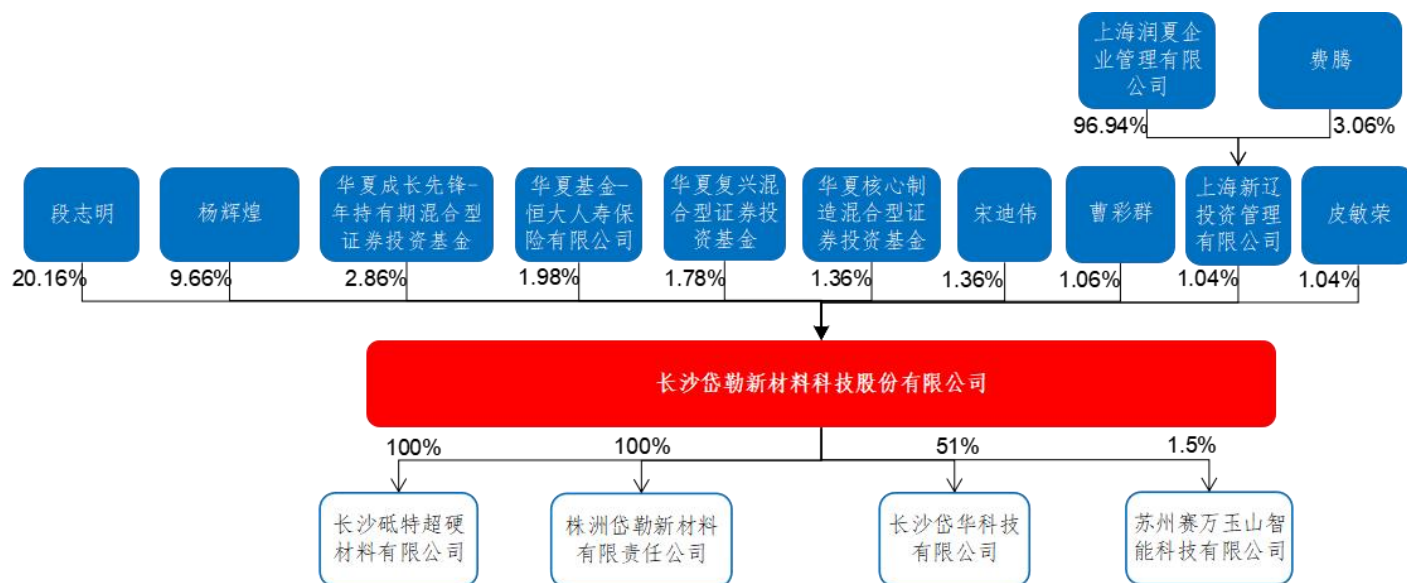 上海润夏企
业管理有限
公司
费腾
96.94%
3.06%
段志明
杨辉煌
华夏成长先锋-
年持有期混合型
证券投资基金
华夏基金-
恒大人寿保
险有限公司
华夏复兴混
合型证券投
资基金
华夏核心制
造混合型证
券投资基金
宋迪伟
曹彩群
上海新辽
投资管理
有限公司
皮敏荣
20.16%
9.66%
2.86%
1.98%
1.78%
1.36%
1.36%
1.06%
1.04%
1.04%
长沙岱勒新材料科技股份有限公司
100%
100%
51%
1.5%
长沙砥特超硬
材料有限公司
株洲岱勒新材料
有限责任公司
长沙岱华科技
有限公司
苏州赛万玉山智
能科技有限公司